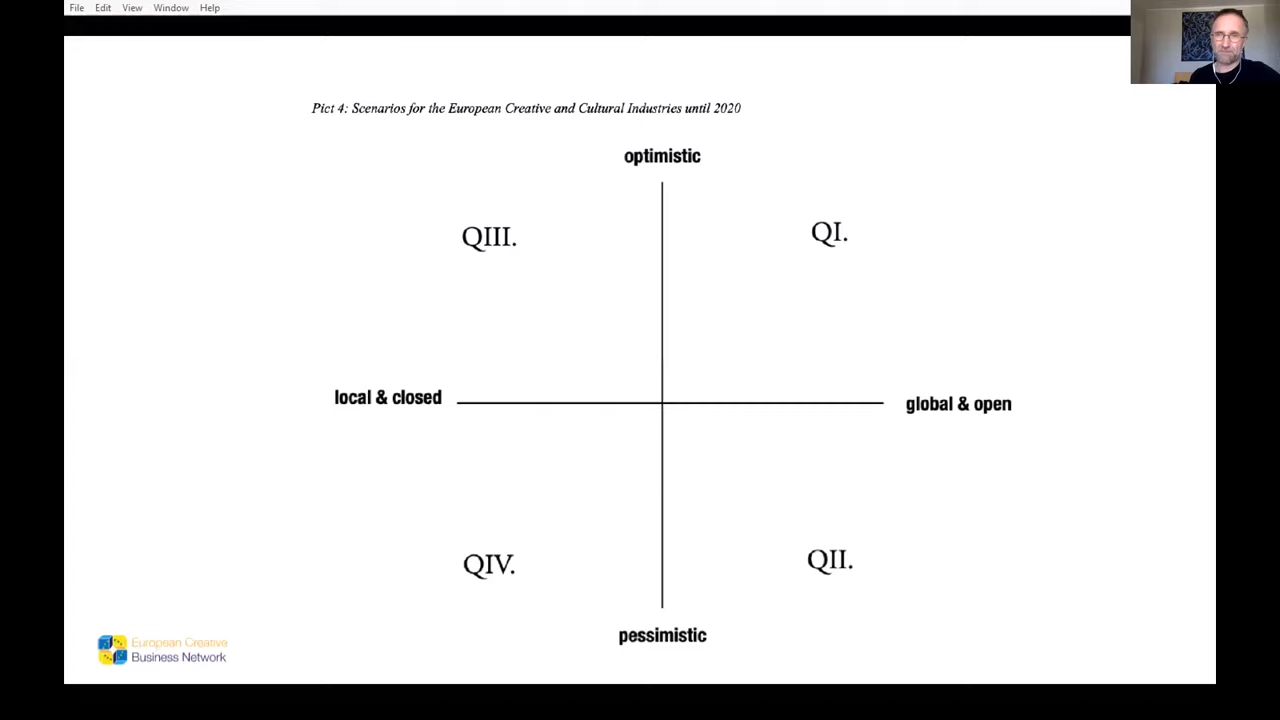 File Edit View Window Help
Pict 4: Scenarios for the European Creative and Cultural Industries until 2020
optimistic
QIII.
QI.
local & closed
global & open
QIV.
QII.
pessimistic
European Creative
Business Network